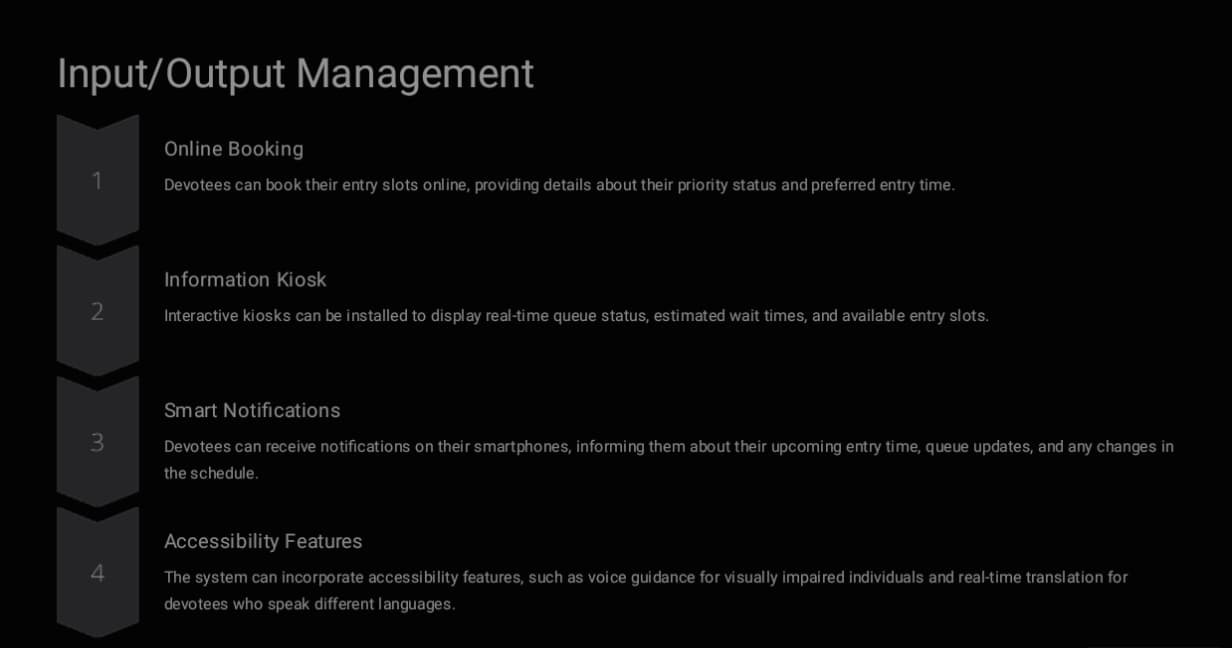 Input/Output Management
1
Online Booking
Devotees can book their entry slots online, providing details about their priority status and preferred entry time.
2
Information Kiosk
Interactive kiosks can be installed to display real-time queue status, estimated wait times, and available entry slots.
3
Smart Notifications
Devotees can receive notifications on their smartphones, informing them about their upcoming entry time, queue updates, and any changes in
the schedule.
4
Accessibility Features
The system can incorporate accessibility features, such as voice guidance for visually impaired individuals and real-time translation for
devotees who speak different languages.